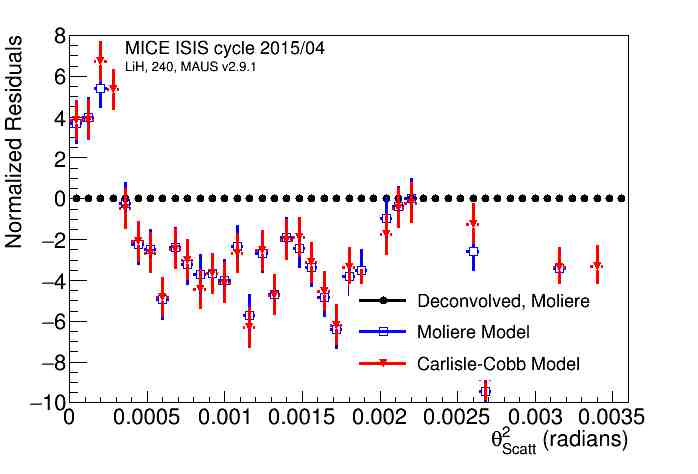 MICE ISIS cycle 2015/04
LiH, 240, MAUS v2.9.1
Normalized Residuals
8
6
4
2
0
−2
−4
−6
−8
−10
Deconvolved, Moliere
Moliere Model
Carlisle-Cobb Model
0 0.0005 0.001 0.0015 0.002 0.0025 0.003 0.0035
θ²Scatt (radians)